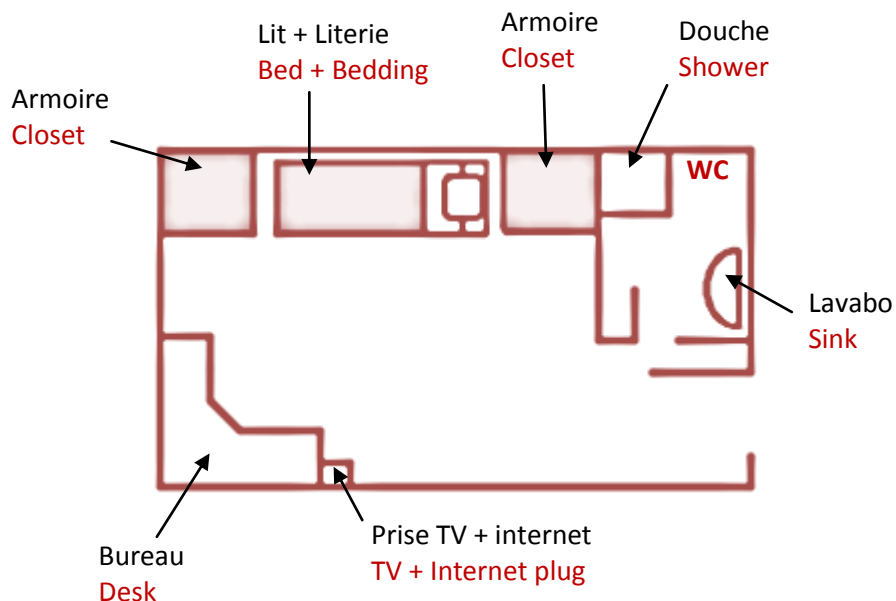 Lit + Literie
Bed + Bedding
Armoire
Closet
Douche
Shower
Armoire
Closet
WC
Lavabo
Sink
Prise TV + internet
TV + Internet plug
Bureau
Desk